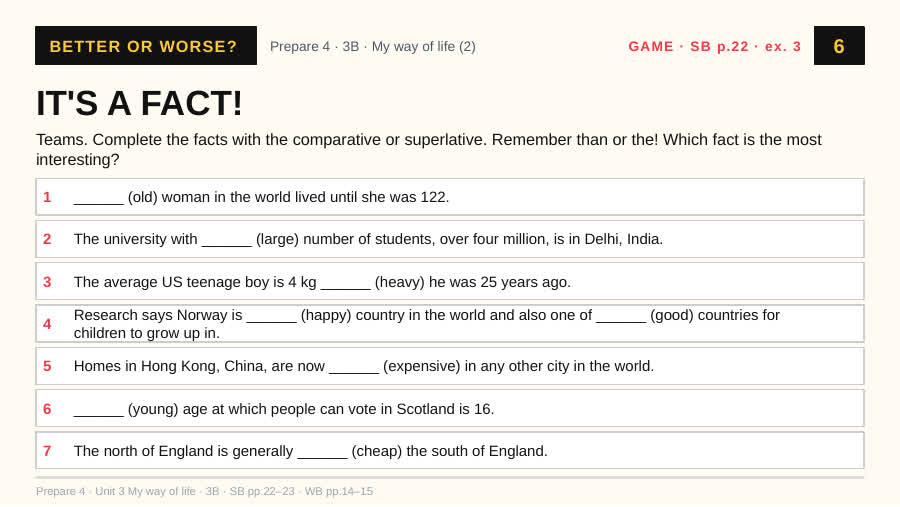 BETTER OR WORSE?
Prepare 4 · 3B · My way of life (2)
GAME · SB p.22 · ex. 3
6
IT'S A FACT!
Teams. Complete the facts with the comparative or superlative. Remember than or the! Which fact is the most
interesting?
1 ______ (old) woman in the world lived until she was 122.
2 The university with ______ (large) number of students, over four million, is in Delhi, India.
3 The average US teenage boy is 4 kg ______ (heavy) he was 25 years ago.
4 Research says Norway is ______ (happy) country in the world and also one of ______ (good) countries for
children to grow up in.
5 Homes in Hong Kong, China, are now ______ (expensive) in any other city in the world.
6 ______ (young) age at which people can vote in Scotland is 16.
7 The north of England is generally ______ (cheap) the south of England.
Prepare 4 · Unit 3 My way of life · 3B · SB pp.22–23 · WB pp.14–15